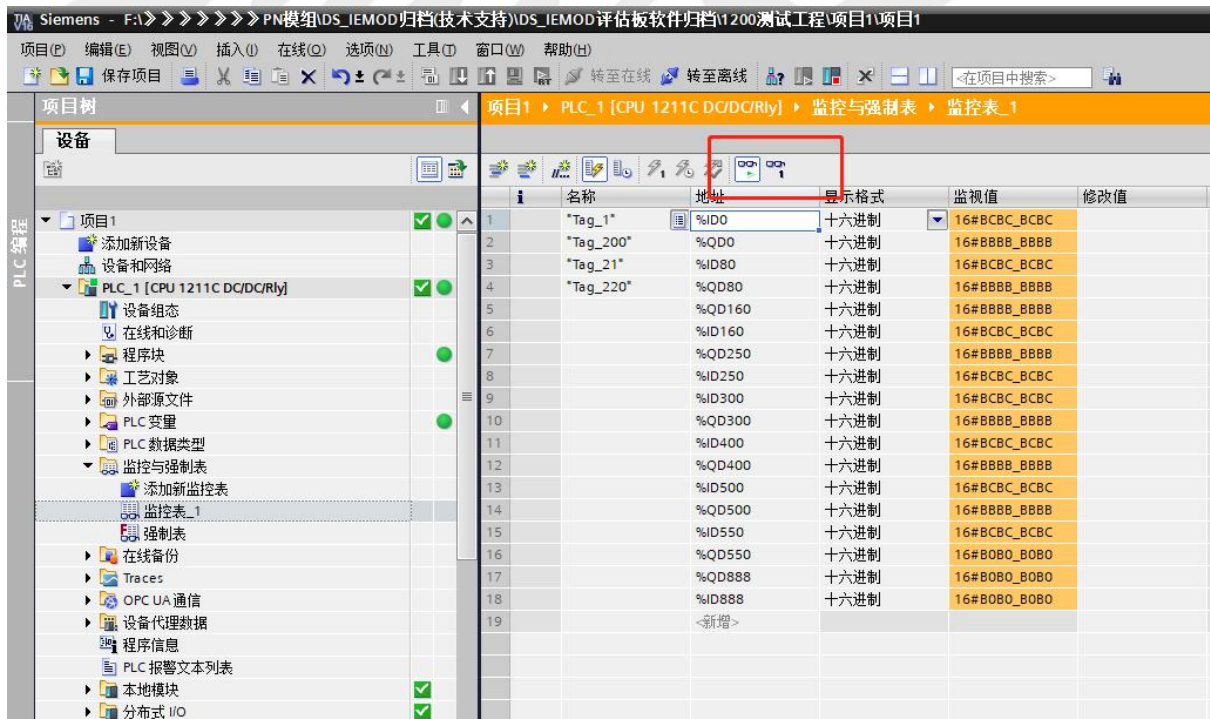 Siemens - F:\》》》》》》》PN模组\DS_IEMOD归档(技术支持)\DS_IEMOD评估板软件归档\1200测试工程\项目1\项目1
项目(P) 编辑(E) 视图(V) 插入(I) 在线(O) 选项(N) 工具(T) 窗口(W) 帮助(H)
保存项目 转至在线 转至离线 <在项目中搜索>
项目树
项目1 PLC_1 [CPU 1211C DC/DC/Rly] 监控与强制表 监控表_1
设备
PLC 编程
项目1
添加新设备
设备和网络
PLC_1 [CPU 1211C DC/DC/Rly]
设备组态
在线和诊断
程序块
工艺对象
外部源文件
PLC 变量
PLC 数据类型
监控与强制表
添加新监控表
监控表_1
强制表
在线备份
Traces
OPC UA 通信
设备代理数据
程序信息
PLC 报警文本列表
本地模块
分布式 I/O
i 名称 地址 显示格式 监视值 修改值
1 "Tag_1" %ID0 十六进制 16#BCBC_BCBC
2 "Tag_200" %QD0 十六进制 16#BBBB_BBBB
3 "Tag_21" %ID80 十六进制 16#BCBC_BCBC
4 "Tag_220" %QD80 十六进制 16#BBBB_BBBB
5 %QD160 十六进制 16#BBBB_BBBB
6 %ID160 十六进制 16#BCBC_BCBC
7 %QD250 十六进制 16#BBBB_BBBB
8 %ID250 十六进制 16#BCBC_BCBC
9 %ID300 十六进制 16#BCBC_BCBC
10 %QD300 十六进制 16#BBBB_BBBB
11 %ID400 十六进制 16#BCBC_BCBC
12 %QD400 十六进制 16#BBBB_BBBB
13 %ID500 十六进制 16#BCBC_BCBC
14 %QD500 十六进制 16#BBBB_BBBB
15 %ID550 十六进制 16#BCBC_BCBC
16 %QD550 十六进制 16#B0B0_B0B0
17 %QD888 十六进制 16#B0B0_B0B0
18 %ID888 十六进制 16#B0B0_B0B0
19 <新增>